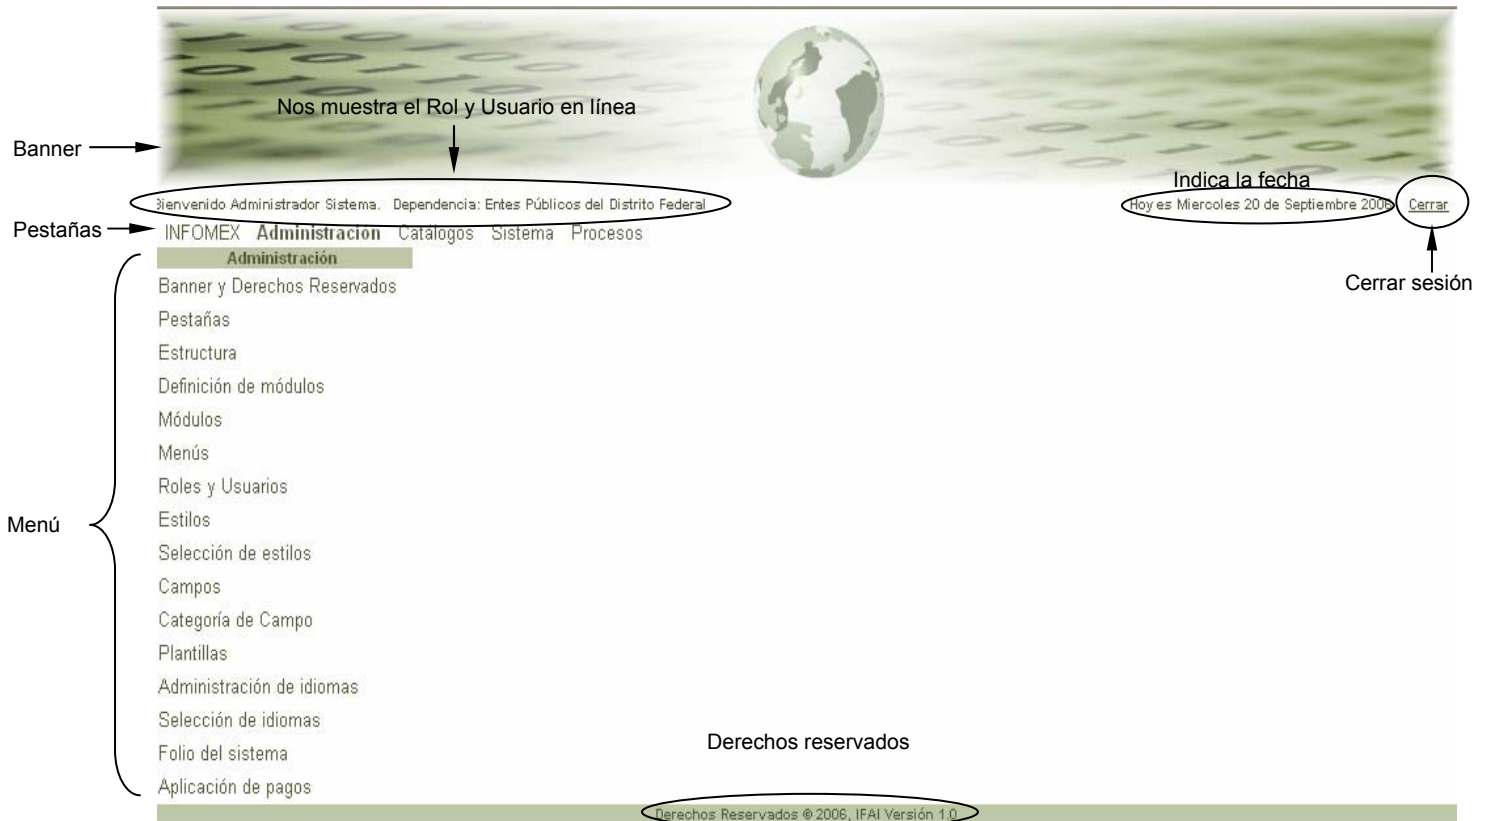 Nos muestra el Rol y Usuario en línea
Banner
Indica la fecha
Bienvenido Administrador Sistema. Dependencia: Entes Públicos del Distrito Federal
Hoy es Miercoles 20 de Septiembre 2006
Cerrar
Pestañas
INFOMEX Administración Catálogos Sistema Procesos
Administración
Cerrar sesión
Banner y Derechos Reservados
Pestañas
Estructura
Definición de módulos
Módulos
Menús
Roles y Usuarios
Menú
Estilos
Selección de estilos
Campos
Categoría de Campo
Plantillas
Administración de idiomas
Selección de idiomas
Derechos reservados
Folio del sistema
Aplicación de pagos
Derechos Reservados © 2006, IFAI Versión 1.0